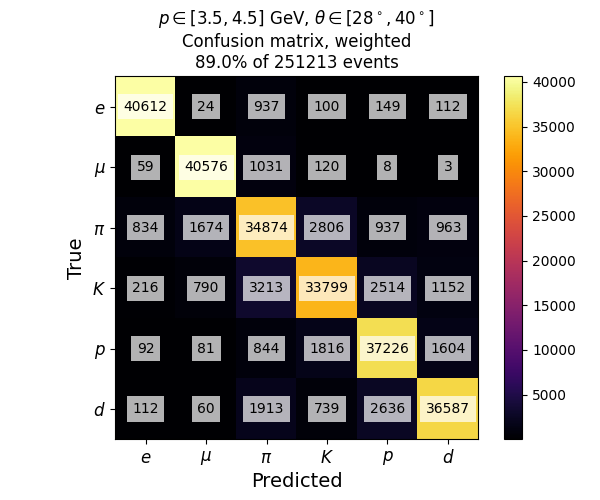 p ∈ [3.5, 4.5] GeV, θ ∈ [28°, 40°]
Confusion matrix, weighted
89.0% of 251213 events
e 40612 24 937 100 149 112
μ 59 40576 1031 120 8 3
π 834 1674 34874 2806 937 963
K 216 790 3213 33799 2514 1152
p 92 81 844 1816 37226 1604
d 112 60 1913 739 2636 36587
e μ π K p d
Predicted
True
40000
35000
30000
25000
20000
15000
10000
5000